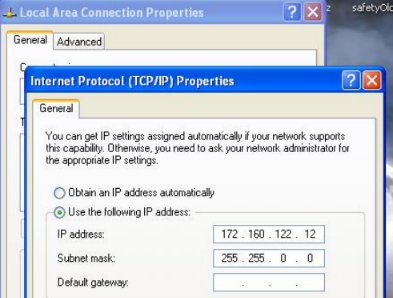 Local Area Connection Properties
safetyOlc
General Advanced
Internet Protocol (TCP/IP) Properties
General
You can get IP settings assigned automatically if your network supports
this capability. Otherwise, you need to ask your network administrator for
the appropriate IP settings.
Obtain an IP address automatically
Use the following IP address:
IP address: 172 . 160 . 122 . 12
Subnet mask: 255 . 255 . 0 . 0
Default gateway: . . .